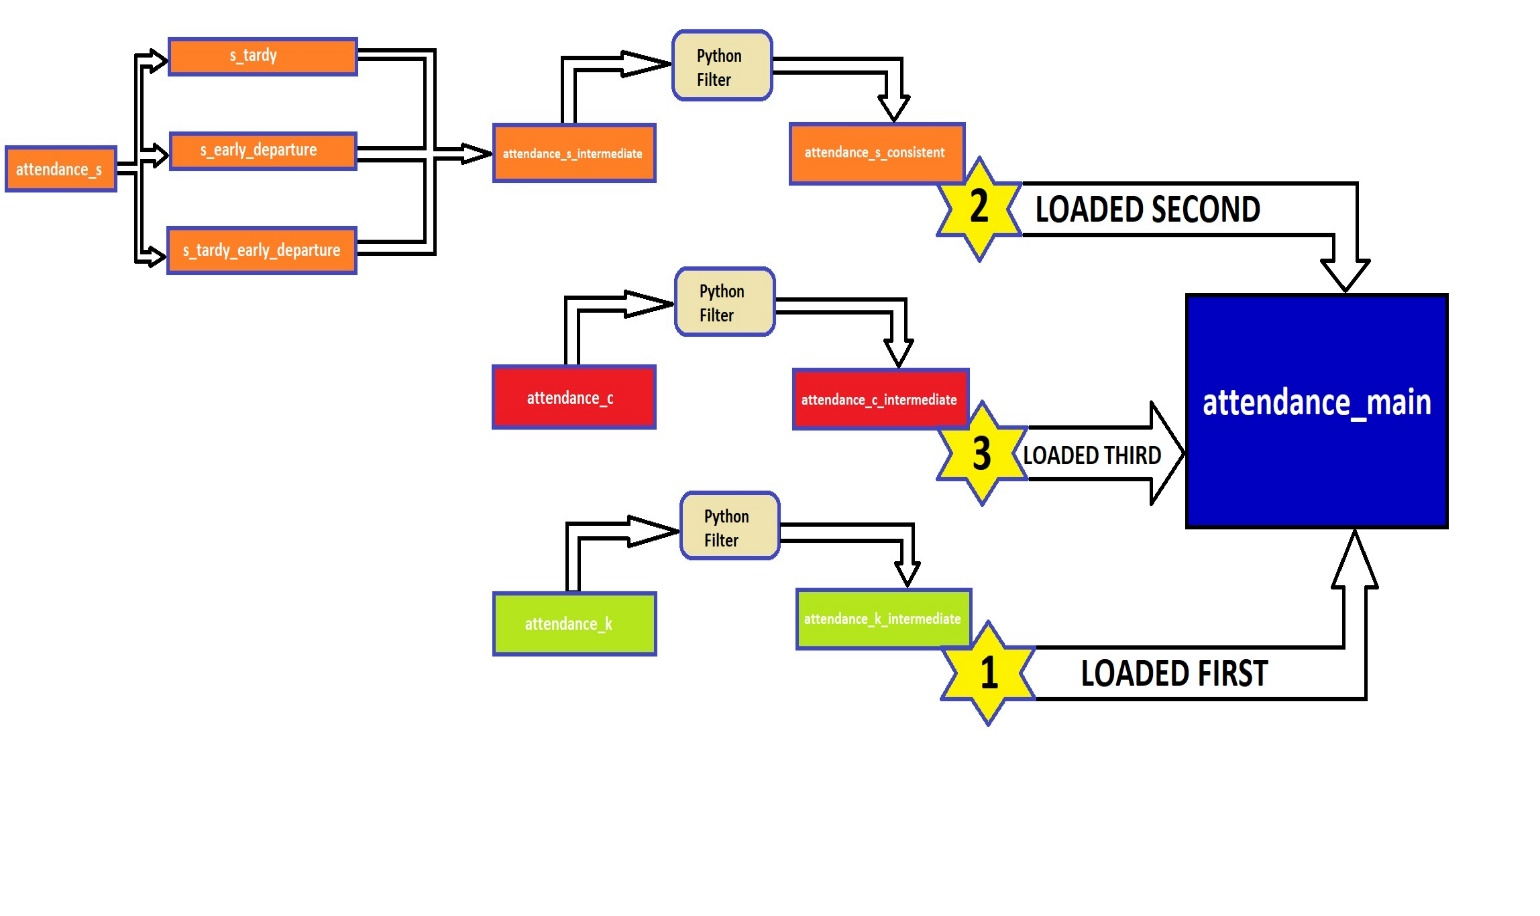 s_tardy
s_early_departure
attendance_s
s_tardy_early_departure
attendance_s_intermediate
Python
Filter
attendance_s_consistent
2
LOADED SECOND
Python
Filter
attendance_c
attendance_c_intermediate
3
LOADED THIRD
attendance_main
Python
Filter
attendance_k
attendance_k_intermediate
1
LOADED FIRST